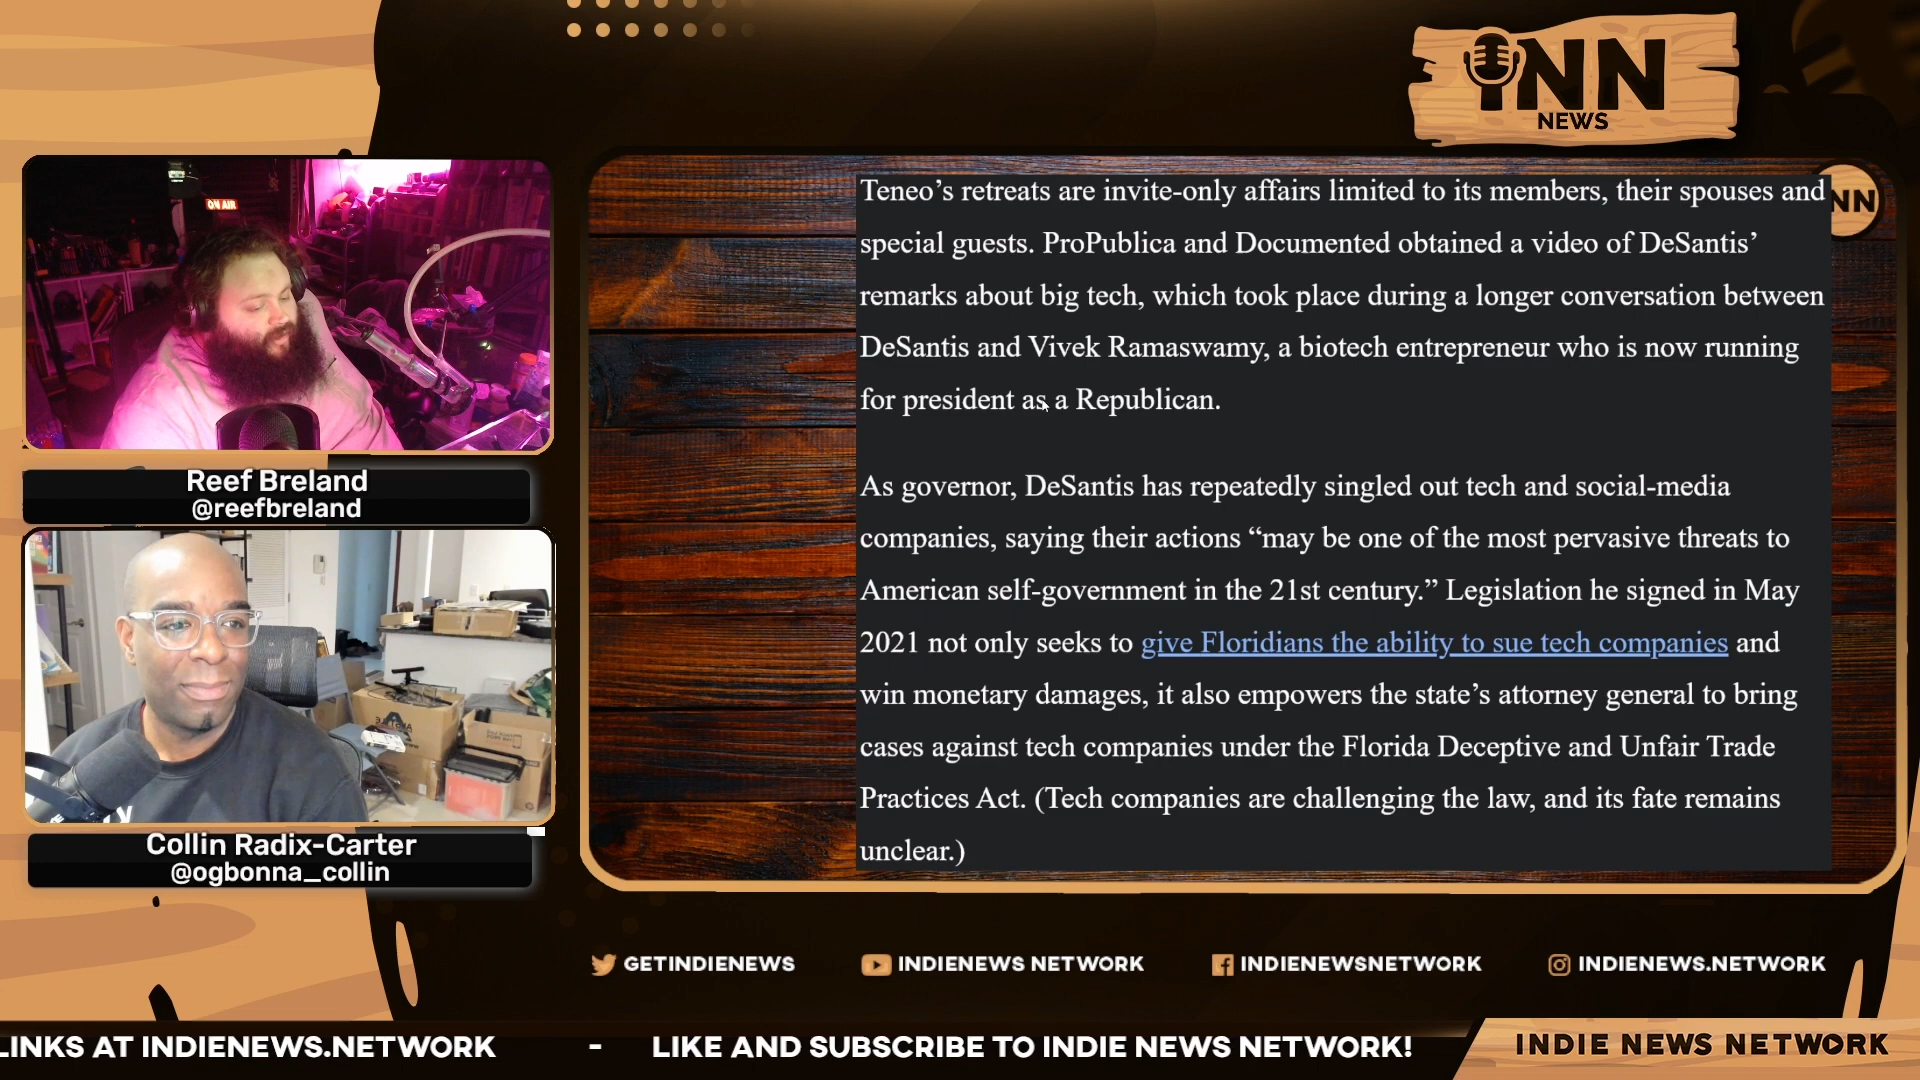 iNN
NEWS
ON AIR
Reef Breland
@reefbreland
Collin Radix-Carter
@ogbonna_collin
NN
Teneo’s retreats are invite-only affairs limited to its members, their spouses and
special guests. ProPublica and Documented obtained a video of DeSantis’
remarks about big tech, which took place during a longer conversation between
DeSantis and Vivek Ramaswamy, a biotech entrepreneur who is now running
for president as a Republican.
As governor, DeSantis has repeatedly singled out tech and social-media
companies, saying their actions “may be one of the most pervasive threats to
American self-government in the 21st century.” Legislation he signed in May
2021 not only seeks to give Floridians the ability to sue tech companies and
win monetary damages, it also empowers the state’s attorney general to bring
cases against tech companies under the Florida Deceptive and Unfair Trade
Practices Act. (Tech companies are challenging the law, and its fate remains
unclear.)
GETINDIENEWS
INDIENEWS NETWORK
INDIENEWSNETWORK
INDIENEWS.NETWORK
LINKS AT INDIENEWS.NETWORK - LIKE AND SUBSCRIBE TO INDIE NEWS NETWORK!
INDIE NEWS NETWORK